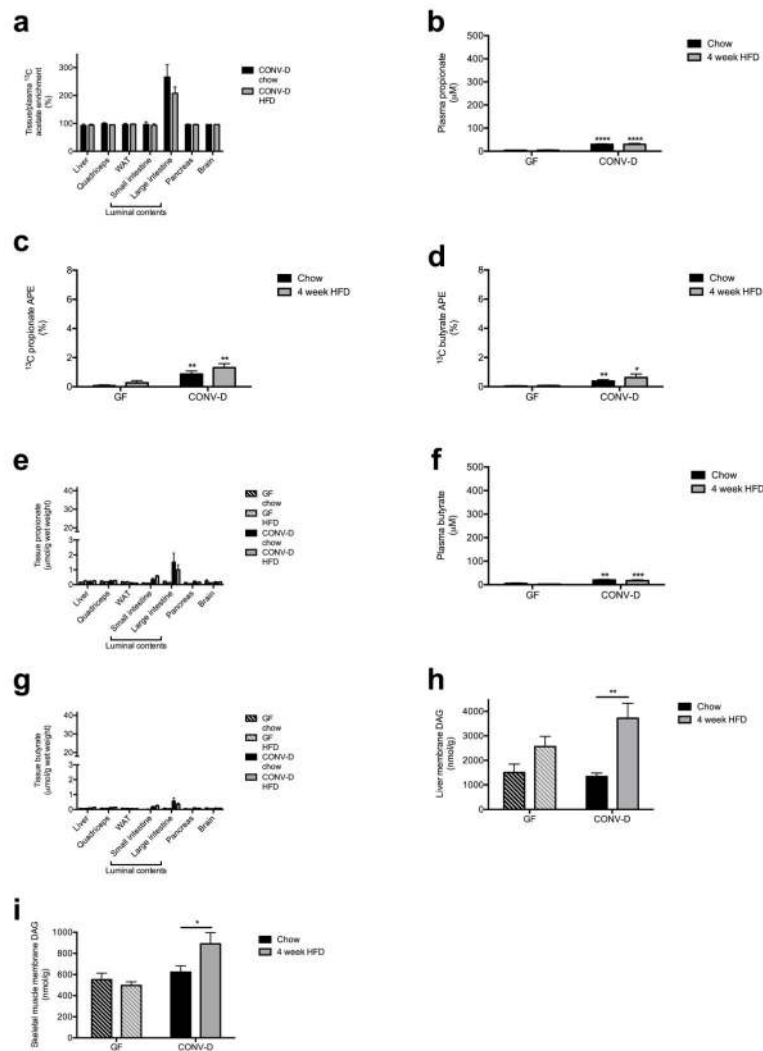 a
Tissue/plasma ¹³C
acetate enrichment
(%)
300
200
100
0
Liver
Quadriceps
WAT
Small intestine
Large intestine
Pancreas
Brain
Luminal contents
CONV-D
chow
CONV-D
HFD
b
Plasma propionate
(μM)
500
400
300
200
100
0
**** ****
GF CONV-D
Chow
4 week HFD
c
¹³C propionate APE
(%)
8
6
4
2
0
** **
GF CONV-D
Chow
4 week HFD
d
¹³C butyrate APE
(%)
8
6
4
2
0
** *
GF CONV-D
Chow
4 week HFD
e
Tissue propionate
(μmol/g wet weight)
40
20
3
2
1
0
Liver
Quadriceps
WAT
Small intestine
Large intestine
Pancreas
Brain
Luminal contents
GF
chow
GF
HFD
CONV-D
chow
CONV-D
HFD
f
Plasma butyrate
(μM)
500
400
300
200
100
0
** ***
GF CONV-D
Chow
4 week HFD
g
Tissue butyrate
(μmol/g wet weight)
40
20
3
2
1
0
Liver
Quadriceps
WAT
Small intestine
Large intestine
Pancreas
Brain
Luminal contents
GF
chow
GF
HFD
CONV-D
chow
CONV-D
HFD
h
Liver membrane DAG
(nmol/g)
4000
3000
2000
1000
0
**
GF CONV-D
Chow
4 week HFD
i
Skeletal muscle membrane DAG
(nmol/g)
1000
800
600
400
200
0
*
GF CONV-D
Chow
4 week HFD